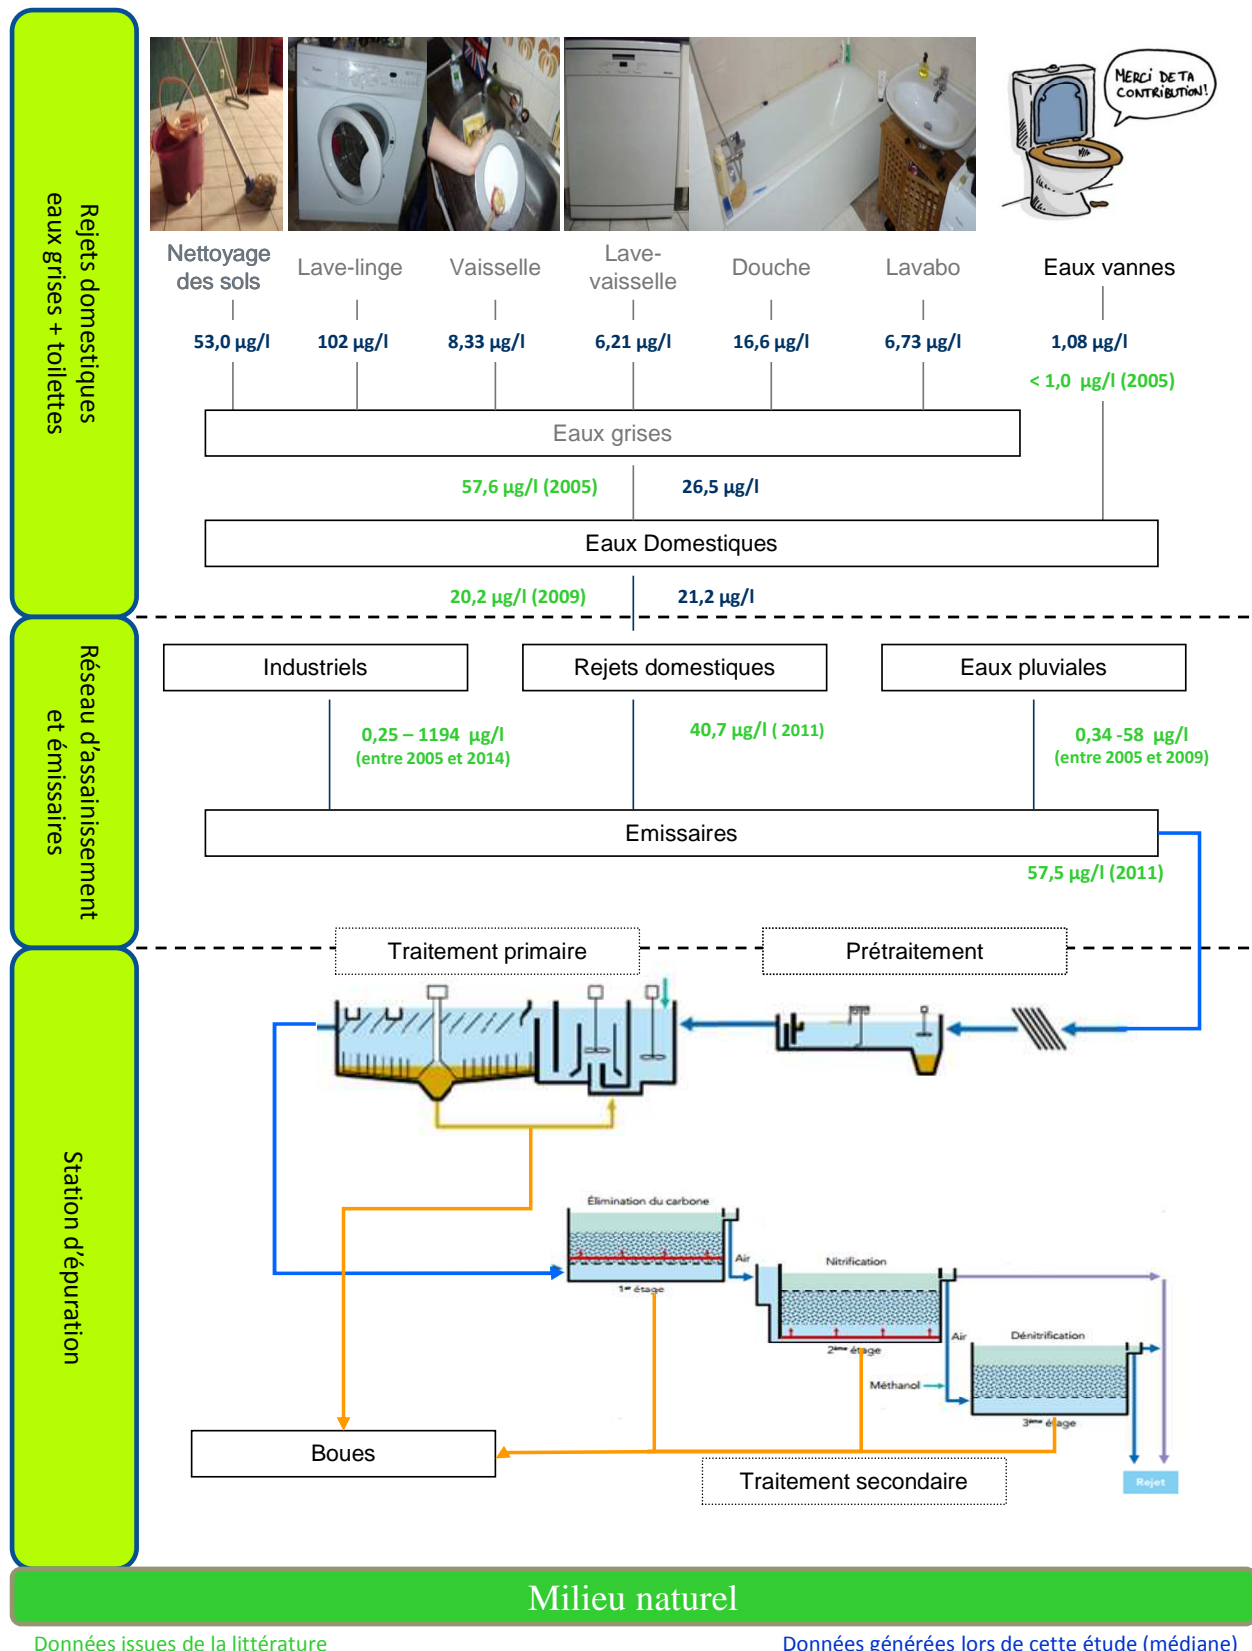 Rejets domestiques
eaux grises + toilettes
MERCI DE TA
CONTRIBUTION!
Nettoyage
des sols
Lave-linge
Vaisselle
Lave-
vaisselle
Douche
Lavabo
Eaux vannes
53,0 µg/l
102 µg/l
8,33 µg/l
6,21 µg/l
16,6 µg/l
6,73 µg/l
1,08 µg/l
< 1,0 µg/l (2005)
Eaux grises
57,6 µg/l (2005)
26,5 µg/l
Eaux Domestiques
20,2 µg/l (2009)
21,2 µg/l
Réseau d'assainissement
et émissaires
Industriels
Rejets domestiques
Eaux pluviales
0,25 – 1194 µg/l
(entre 2005 et 2014)
40,7 µg/l ( 2011)
0,34 -58 µg/l
(entre 2005 et 2009)
Emissaires
57,5 µg/l (2011)
Station d'épuration
Traitement primaire
Prétraitement
Élimination du carbone
Air
1er étage
Nitrification
Air
2ème étage
Dénitrification
Méthanol
3ème étage
Boues
Traitement secondaire
Rejet
Milieu naturel
Données issues de la littérature
Données générées lors de cette étude (médiane)